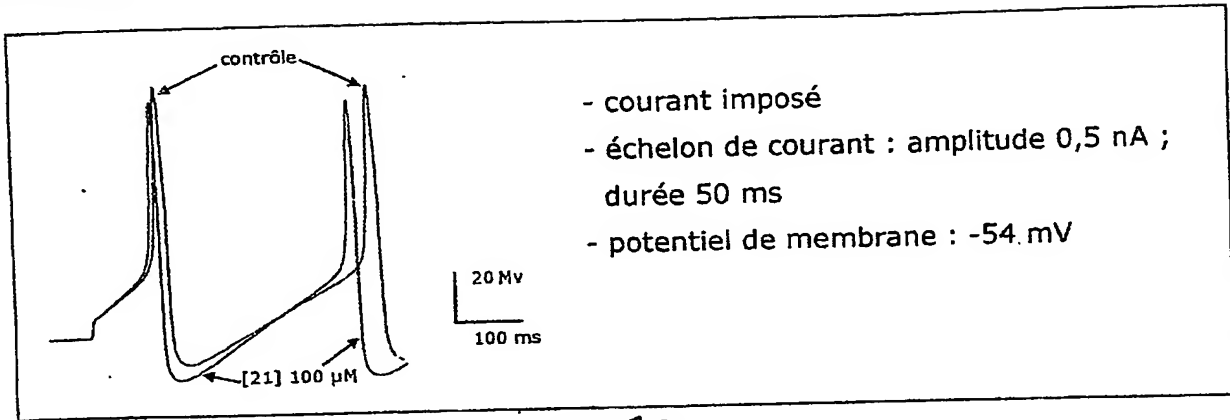 contrôle
20 Mv
100 ms
[21] 100 µM
- courant imposé
- échelon de courant : amplitude 0,5 nA ;
durée 50 ms
- potentiel de membrane : -54 mV